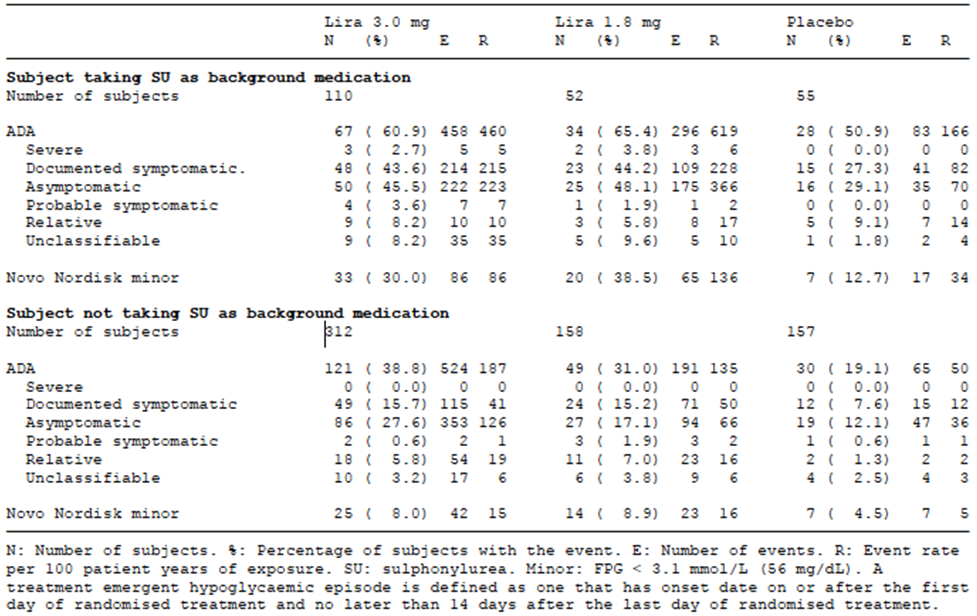 Lira 3.0 mg Lira 1.8 mg Placebo
N (%) E R N (%) E R N (%) E R
Subject taking SU as background medication
Number of subjects 110 52 55
ADA 67 ( 60.9) 458 460 34 ( 65.4) 296 619 28 ( 50.9) 83 166
Severe 3 ( 2.7) 5 5 2 ( 3.8) 3 6 0 ( 0.0) 0 0
Documented symptomatic. 48 ( 43.6) 214 215 23 ( 44.2) 109 228 15 ( 27.3) 41 82
Asymptomatic 50 ( 45.5) 222 223 25 ( 48.1) 175 366 16 ( 29.1) 35 70
Probable symptomatic 4 ( 3.6) 7 7 1 ( 1.9) 1 2 0 ( 0.0) 0 0
Relative 9 ( 8.2) 10 10 3 ( 5.8) 8 17 5 ( 9.1) 7 14
Unclassifiable 9 ( 8.2) 35 35 5 ( 9.6) 5 10 1 ( 1.8) 2 4
Novo Nordisk minor 33 ( 30.0) 86 86 20 ( 38.5) 65 136 7 ( 12.7) 17 34
Subject not taking SU as background medication
Number of subjects 312 158 157
ADA 121 ( 38.8) 524 187 49 ( 31.0) 191 135 30 ( 19.1) 65 50
Severe 0 ( 0.0) 0 0 0 ( 0.0) 0 0 0 ( 0.0) 0 0
Documented symptomatic 49 ( 15.7) 115 41 24 ( 15.2) 71 50 12 ( 7.6) 15 12
Asymptomatic 86 ( 27.6) 353 126 27 ( 17.1) 94 66 19 ( 12.1) 47 36
Probable symptomatic 2 ( 0.6) 2 1 3 ( 1.9) 3 2 1 ( 0.6) 1 1
Relative 18 ( 5.8) 54 19 11 ( 7.0) 23 16 2 ( 1.3) 2 2
Unclassifiable 10 ( 3.2) 17 6 6 ( 3.8) 9 6 4 ( 2.5) 4 3
Novo Nordisk minor 25 ( 8.0) 42 15 14 ( 8.9) 23 16 7 ( 4.5) 7 5
N: Number of subjects. %: Percentage of subjects with the event. E: Number of events. R: Event rate
per 100 patient years of exposure. SU: sulphonylurea. Minor: FPG < 3.1 mmol/L (56 mg/dL). A
treatment emergent hypoglycaemic episode is defined as one that has onset date on or after the first
day of randomised treatment and no later than 14 days after the last day of randomised treatment.